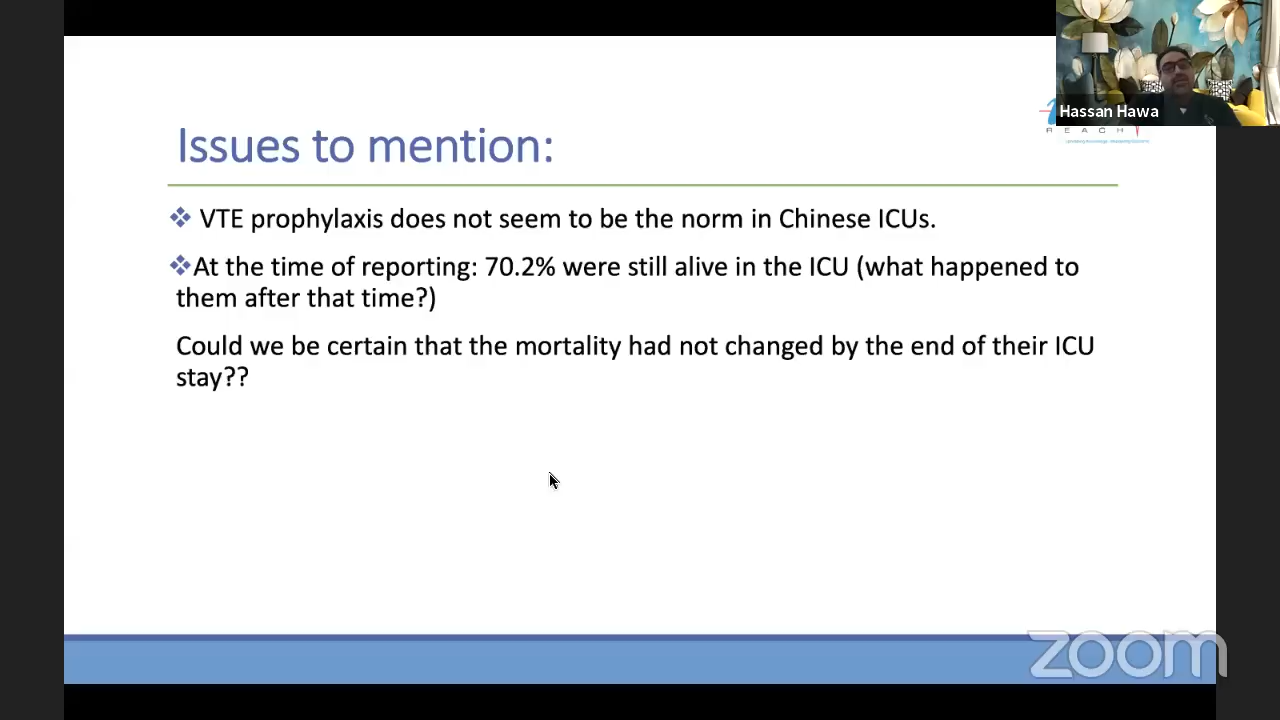 Hassan Hawa
REACH
Issues to mention:
❖ VTE prophylaxis does not seem to be the norm in Chinese ICUs.
❖At the time of reporting: 70.2% were still alive in the ICU (what happened to
them after that time?)
Could we be certain that the mortality had not changed by the end of their ICU
stay??
zoom